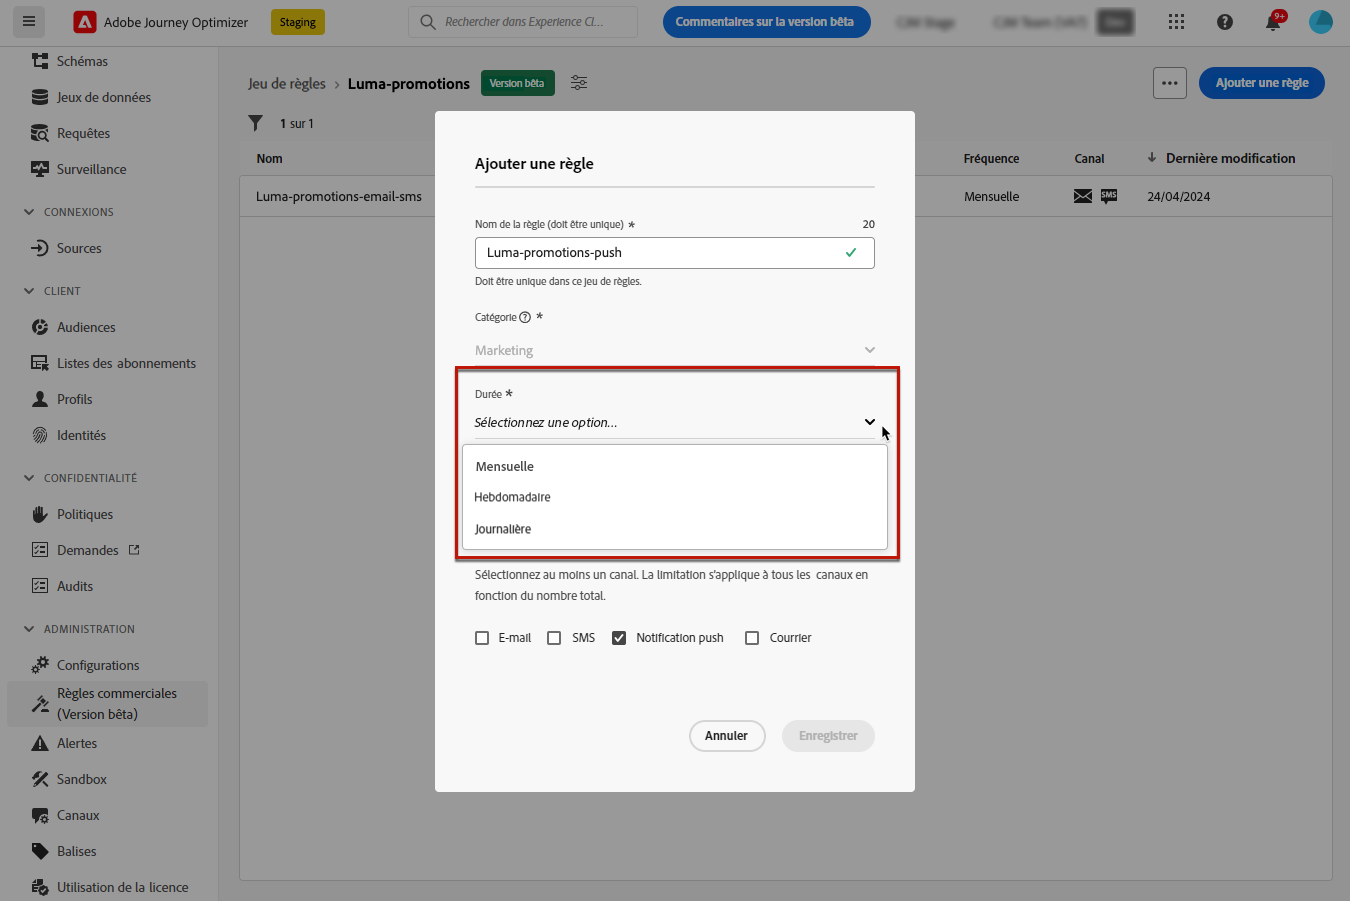 Adobe Journey Optimizer
Staging
Rechercher dans Experience Cl...
Commentaires sur la version bêta
9+
Schémas
Jeux de données
Requêtes
Surveillance
CONNEXIONS
Sources
CLIENT
Audiences
Listes des abonnements
Profils
Identités
CONFIDENTIALITÉ
Politiques
Demandes
Audits
ADMINISTRATION
Configurations
Règles commerciales
(Version bêta)
Alertes
Sandbox
Canaux
Balises
Utilisation de la licence
Jeu de règles › Luma-promotions
Version bêta
Ajouter une règle
1 sur 1
Nom
Fréquence
Canal
Dernière modification
Luma-promotions-email-sms
Mensuelle
SMS
24/04/2024
Ajouter une règle
Nom de la règle (doit être unique) *
20
Luma-promotions-push
Doit être unique dans ce jeu de règles.
Catégorie ? *
Marketing
Durée *
Sélectionnez une option...
Mensuelle
Hebdomadaire
Journalière
Sélectionnez au moins un canal. La limitation s'applique à tous les canaux en
fonction du nombre total.
E-mail
SMS
Notification push
Courrier
Annuler
Enregistrer